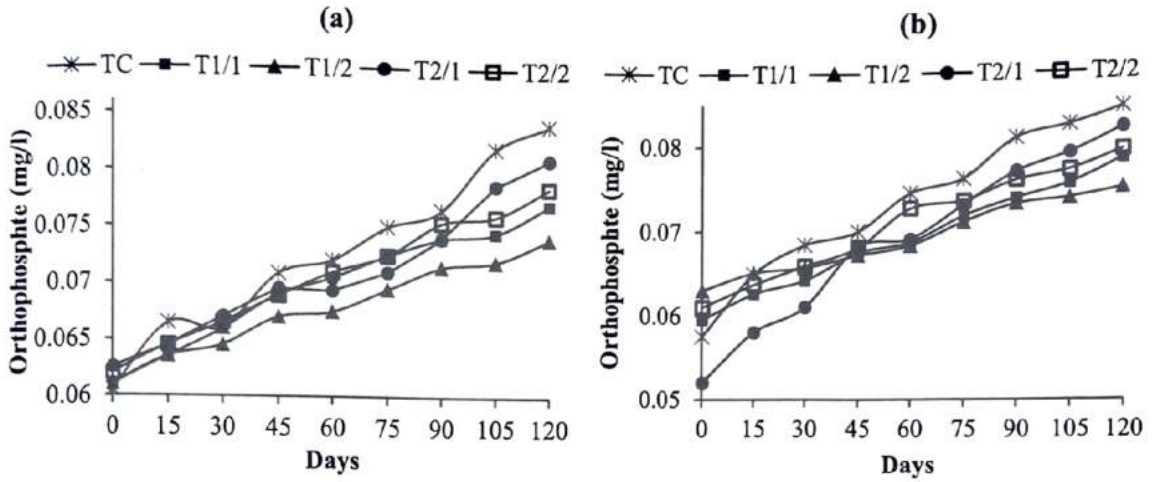 (a)
TC T1/1 T1/2 T2/1 T2/2
Orthophosphte (mg/l)
0.085
0.08
0.075
0.07
0.065
0.06
0 15 30 45 60 75 90 105 120
Days
(b)
TC T1/1 T1/2 T2/1 T2/2
Orthophosphte (mg/l)
0.08
0.07
0.06
0.05
0 15 30 45 60 75 90 105 120
Days